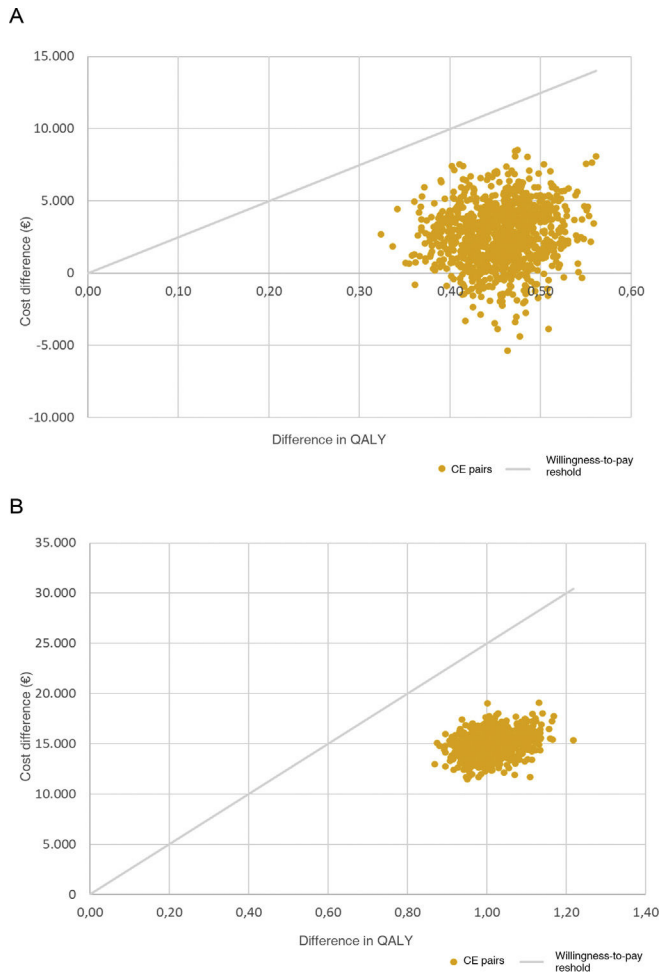 A
15.000
10.000
5.000
0
-5.000
-10.000
0,00
0,10
0,20
0,30
0,40
0,50
0,60
Cost difference (€)
Difference in QALY
CE pairs
Willingness-to-pay
reshold
B
35.000
30.000
25.000
20.000
15.000
10.000
5.000
0
0,00
0,20
0,40
0,60
0,80
1,00
1,20
1,40
Cost difference (€)
Difference in QALY
CE pairs
Willingness-to-pay
reshold